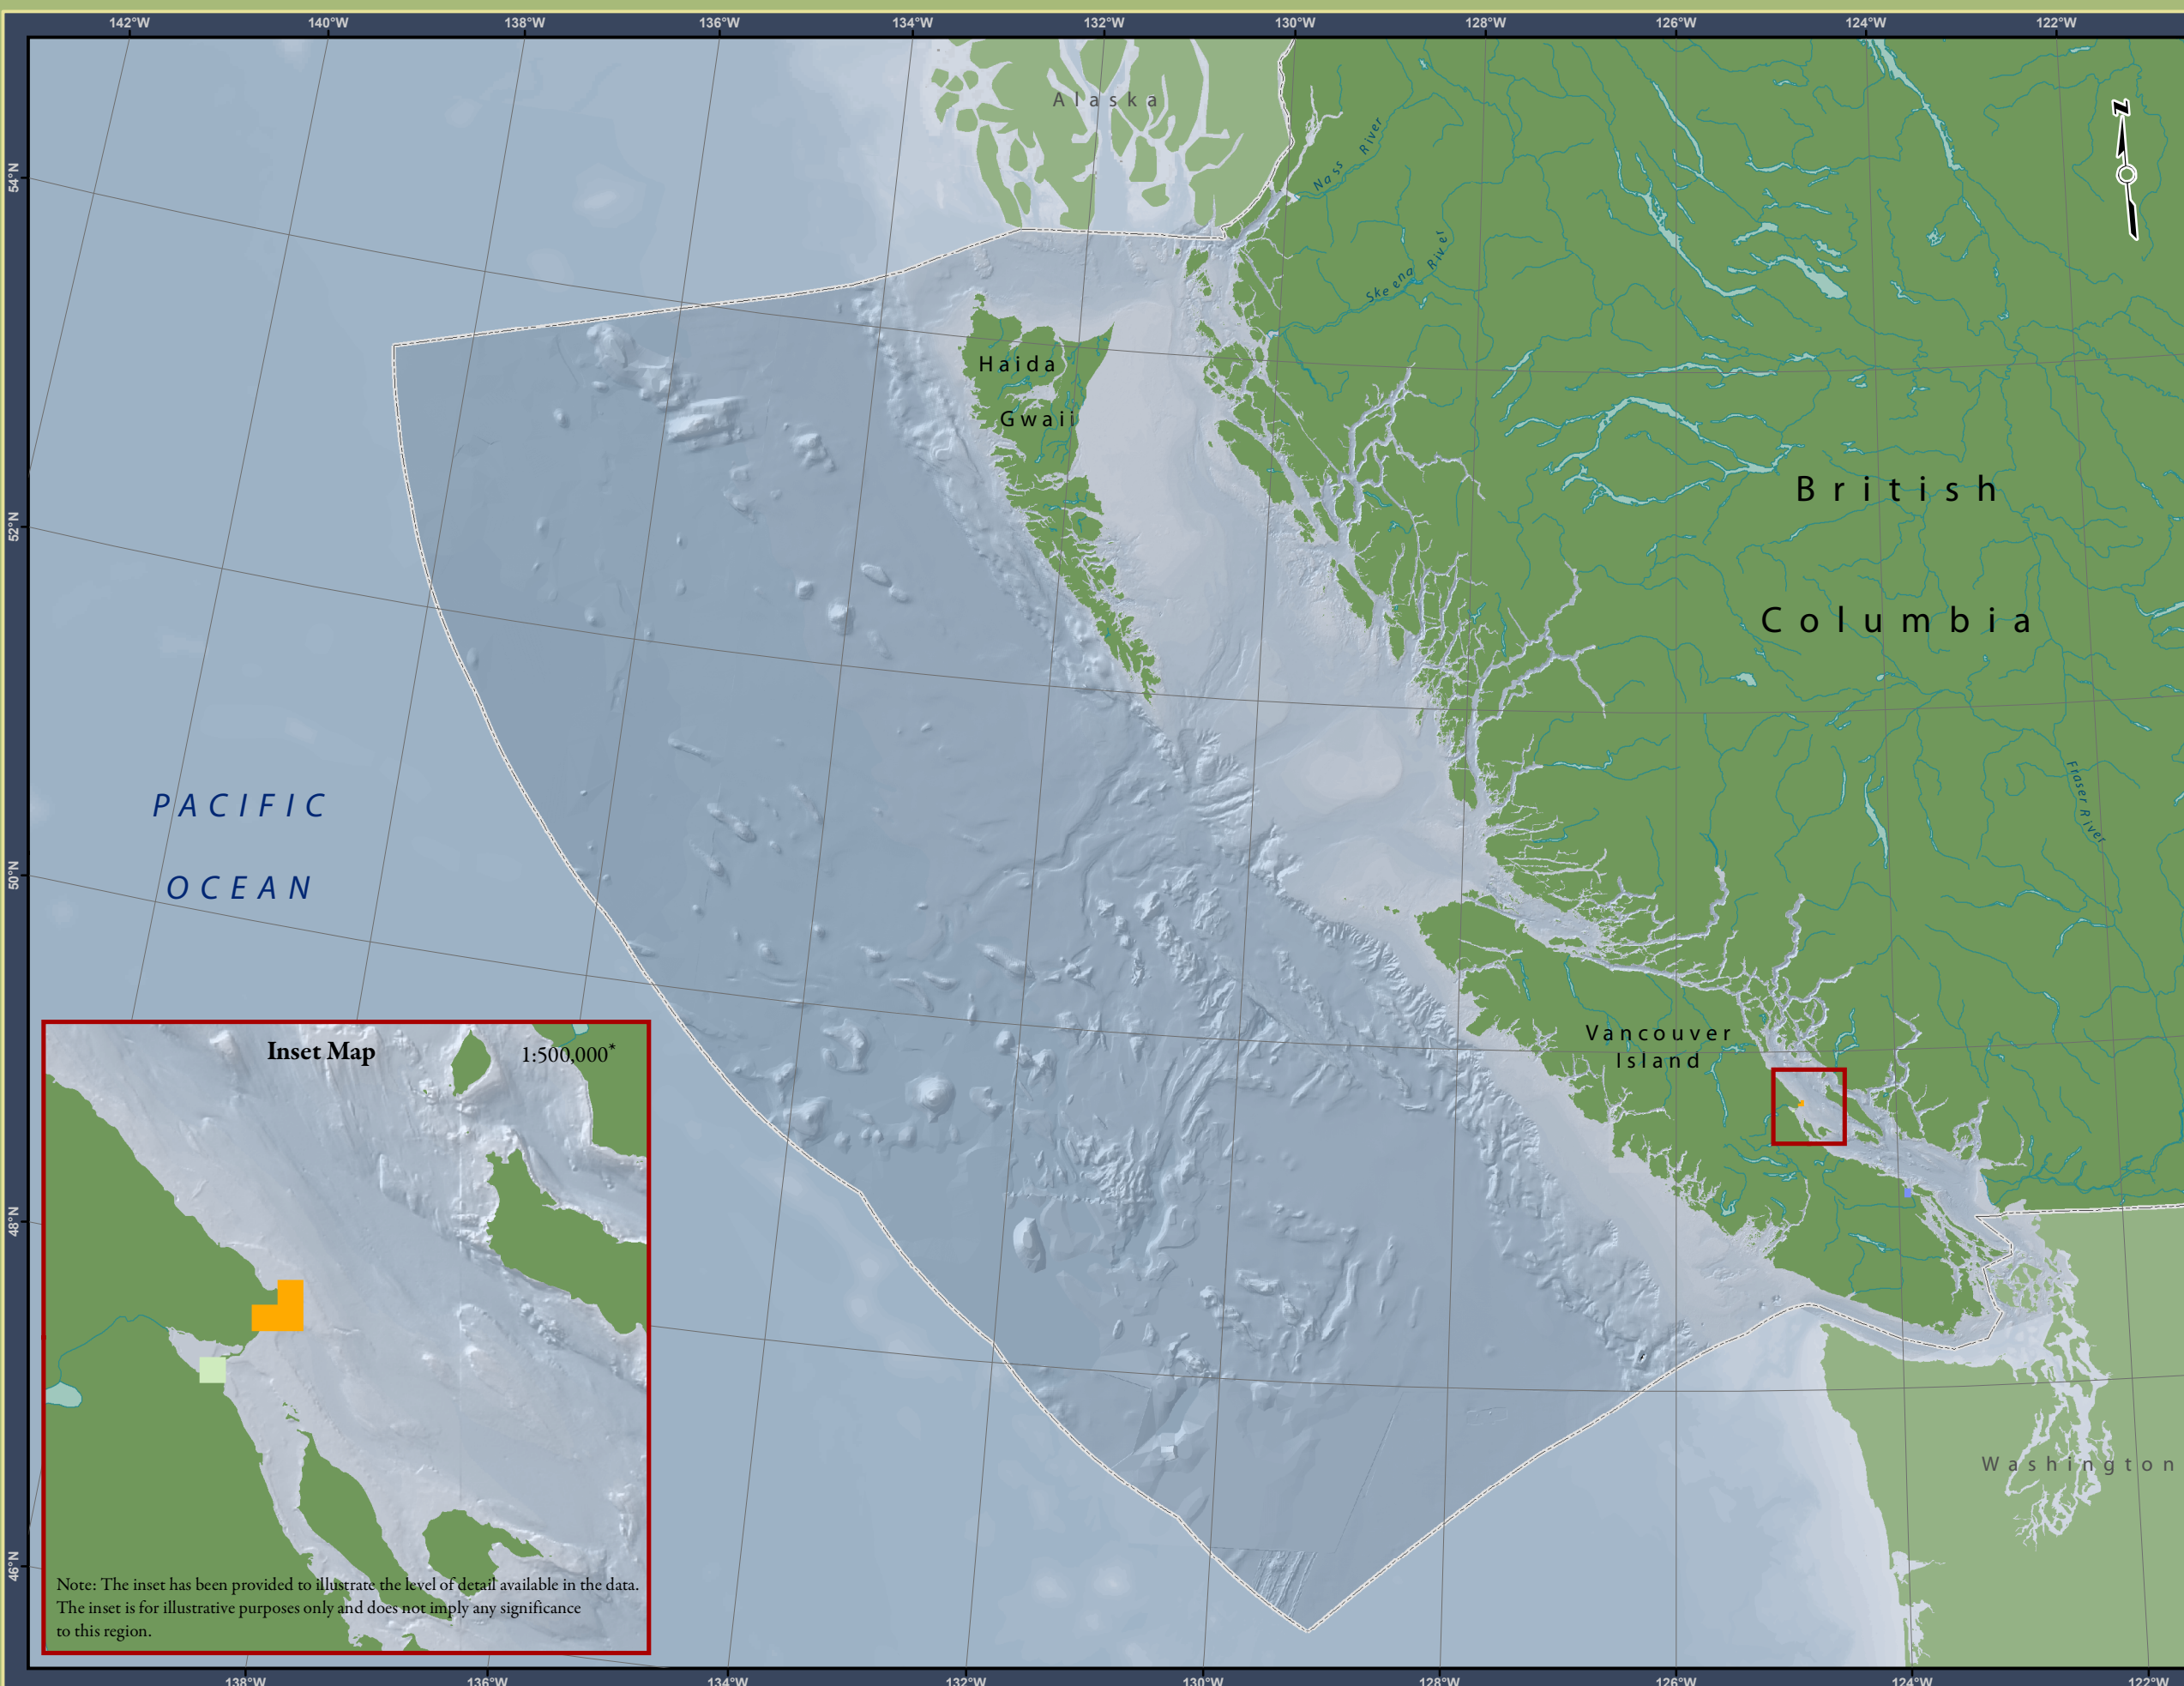 142°W 140°W 138°W 136°W 134°W 132°W 130°W 128°W 126°W 124°W 122°W
Alaska
Nass River
54°N
Skeena River
Haida
Gwaii
British
52°N
Columbia
PACIFIC
Fraser River
50°N
OCEAN
Vancouver
Island
Inset Map
1:500,000*
48°N
Washington
46°N
Note: The inset has been provided to illustrate the level of detail available in the data.
The inset is for illustrative purposes only and does not imply any significance
to this region.
138°W 136°W 134°W 132°W 130°W 128°W 126°W 124°W 122°W